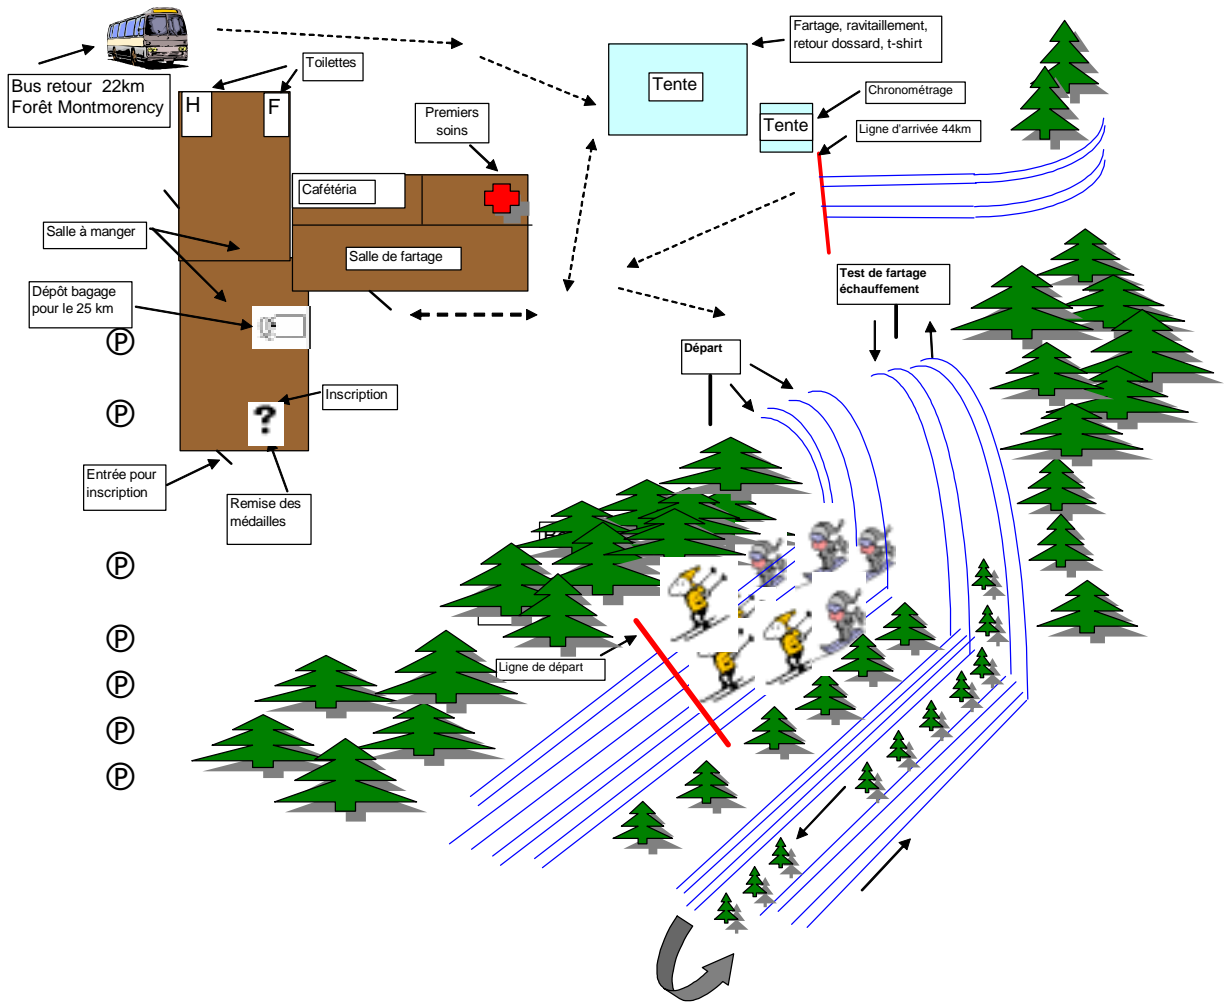 Fartage, ravitaillement,
retour dossard, t-shirt
Toilettes
Bus retour 22km
Forêt Montmorency
Tente
Chronométrage
H
F
Premiers
soins
Tente
Ligne d'arrivée 44km
Cafétéria
Salle à manger
Salle de fartage
Test de fartage
échauffement
Dépôt bagage
pour le 25 km
P
Départ
Inscription
P
?
Entrée pour
inscription
Remise des
médailles
P
P
Ligne de départ
P
P
P